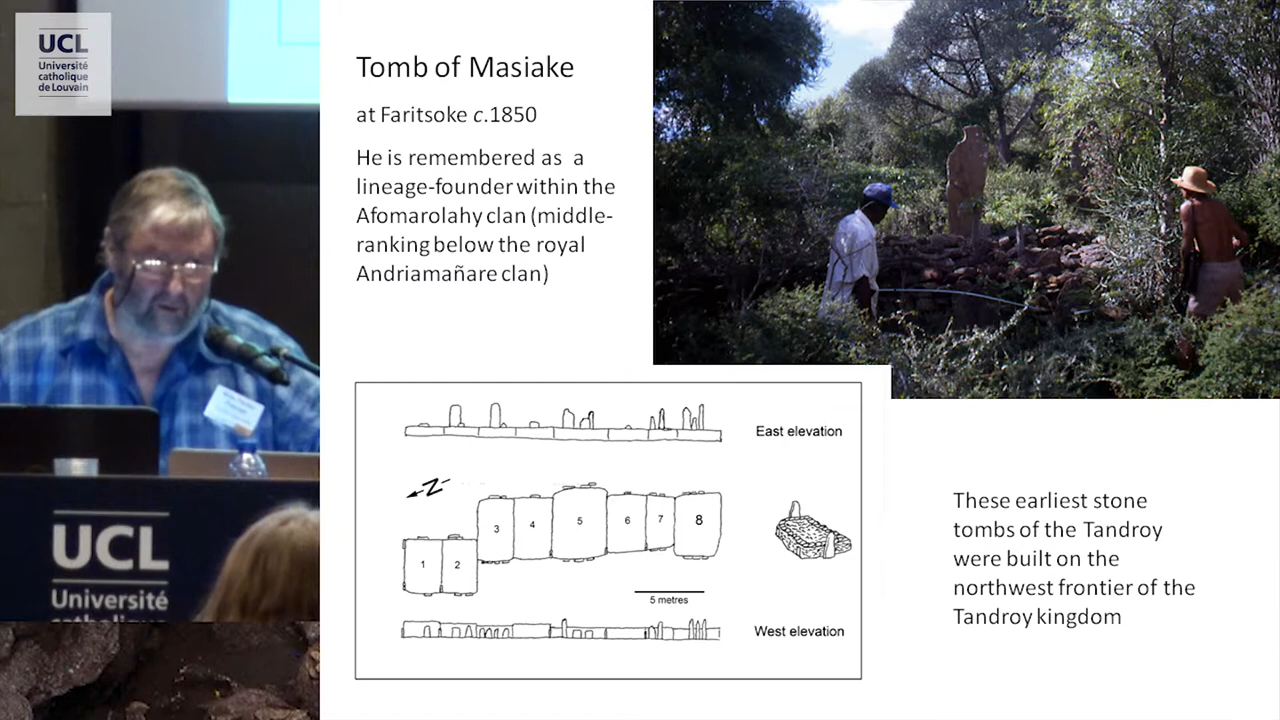 UCL
Université
catholique
de Louvain
Tomb of Masiake
at Faritsoke c.1850
He is remembered as a
lineage-founder within the
Afomarolahy clan (middle-
ranking below the royal
Andriamañare clan)
East elevation
N
3
4
5
6
7
8
1
2
5 metres
West elevation
These earliest stone
tombs of the Tandroy
were built on the
northwest frontier of the
Tandroy kingdom
UCL
Université
catholique